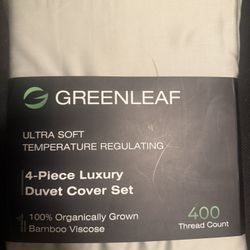 GREENLEAF
ULTRA SOFT
TEMPERATURE REGULATING
4-Piece Luxury
Duvet Cover Set
100% Organically Grown
Bamboo Viscose
400
Thread Count